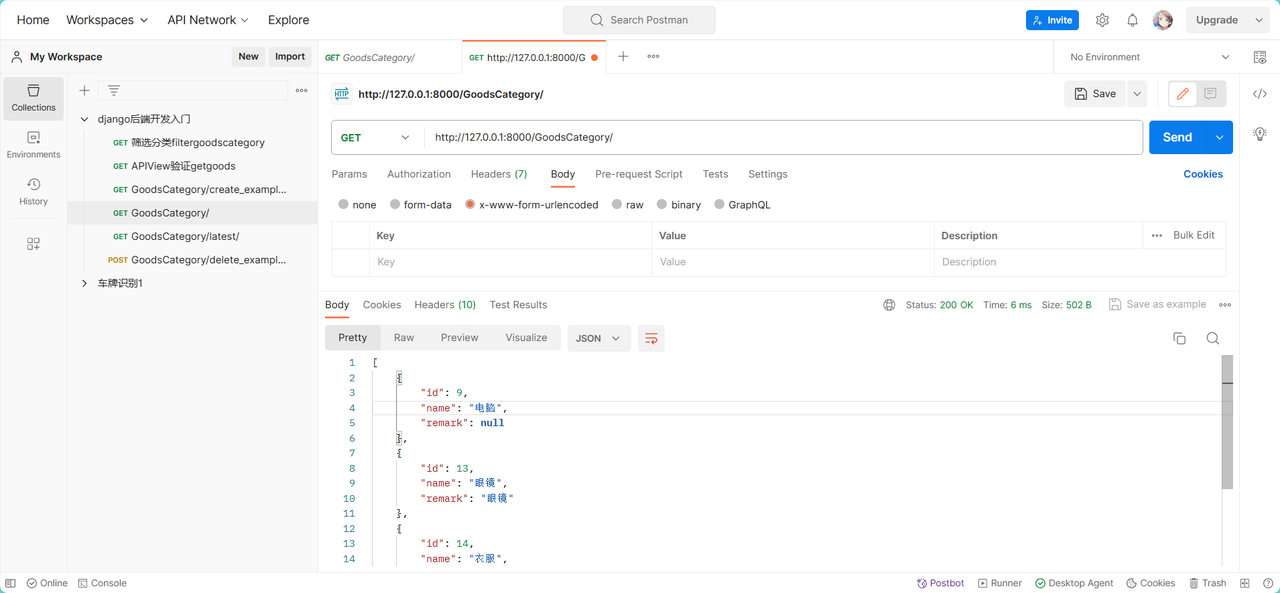 Home Workspaces API Network Explore Search Postman Invite Upgrade
My Workspace New Import GET GoodsCategory/ GET http://127.0.0.1:8000/G No Environment
Collections
Environments
History
django后端开发入门
GET 筛选分类filtergoodscategory
GET APIView验证getgoods
GET GoodsCategory/create_exampl...
GET GoodsCategory/
GET GoodsCategory/latest/
POST GoodsCategory/delete_exampl...
车牌识别1
HTTP http://127.0.0.1:8000/GoodsCategory/ Save
GET http://127.0.0.1:8000/GoodsCategory/ Send
Params Authorization Headers (7) Body Pre-request Script Tests Settings Cookies
none form-data x-www-form-urlencoded raw binary GraphQL
Key Value Description Bulk Edit
Key Value Description
Body Cookies Headers (10) Test Results Status: 200 OK Time: 6 ms Size: 502 B Save as example
Pretty Raw Preview Visualize JSON
1 [
2 {
3 "id": 9,
4 "name": "电脑",
5 "remark": null
6 },
7 {
8 "id": 13,
9 "name": "眼镜",
10 "remark": "眼镜"
11 },
12 {
13 "id": 14,
14 "name": "衣服",
Online Console Postbot Runner Desktop Agent Cookies Trash